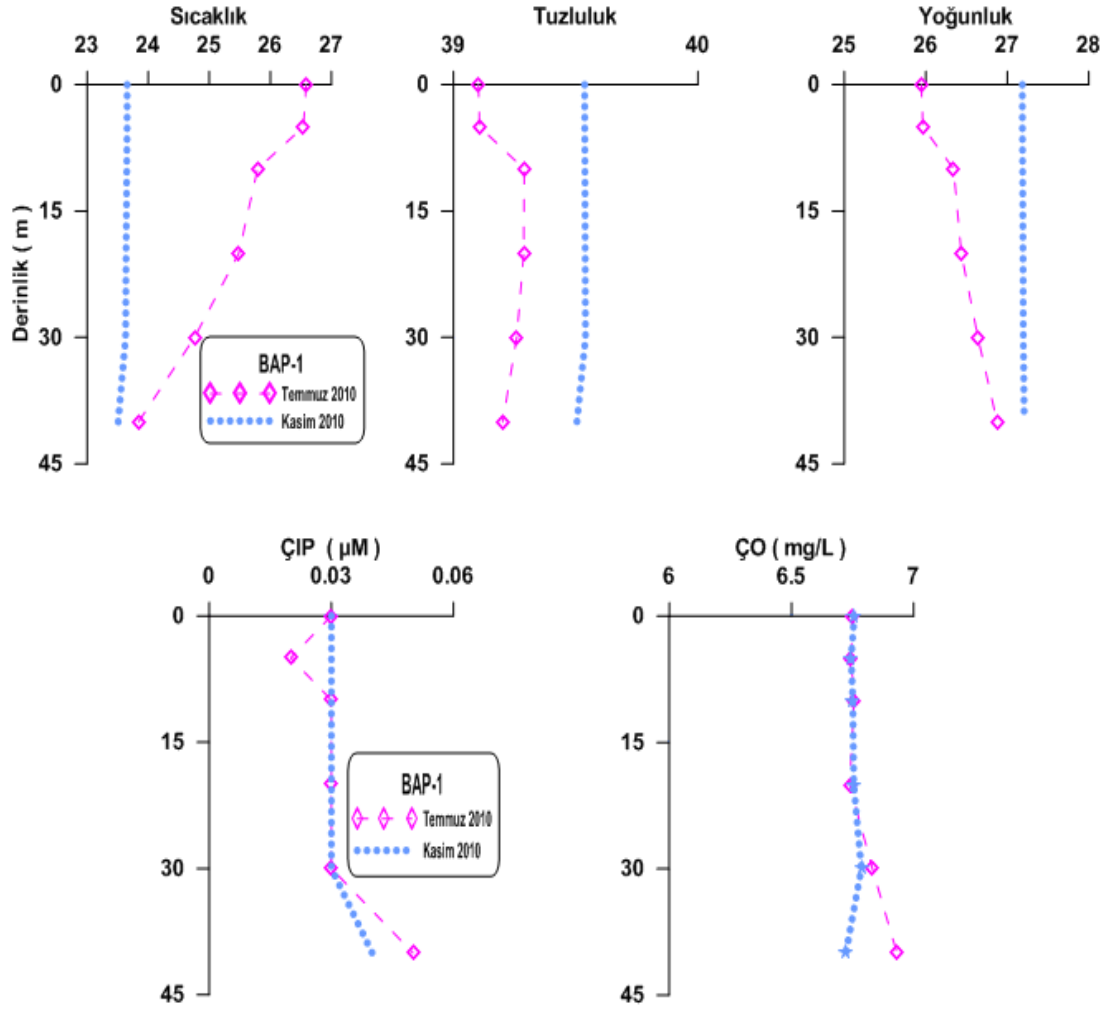 Sıcaklık Tuzluluk Yoğunluk
23 24 25 26 27 39 40 25 26 27 28
0 0 0
15 15 15
Derinlik ( m )
30 30 30
BAP-1
Temmuz 2010
Kasim 2010
45 45 45
ÇIP ( µM ) ÇO ( mg/L )
0 0.03 0.06 6 6.5 7
0 0
15 15
BAP-1
Temmuz 2010
Kasim 2010
30 30
45 45